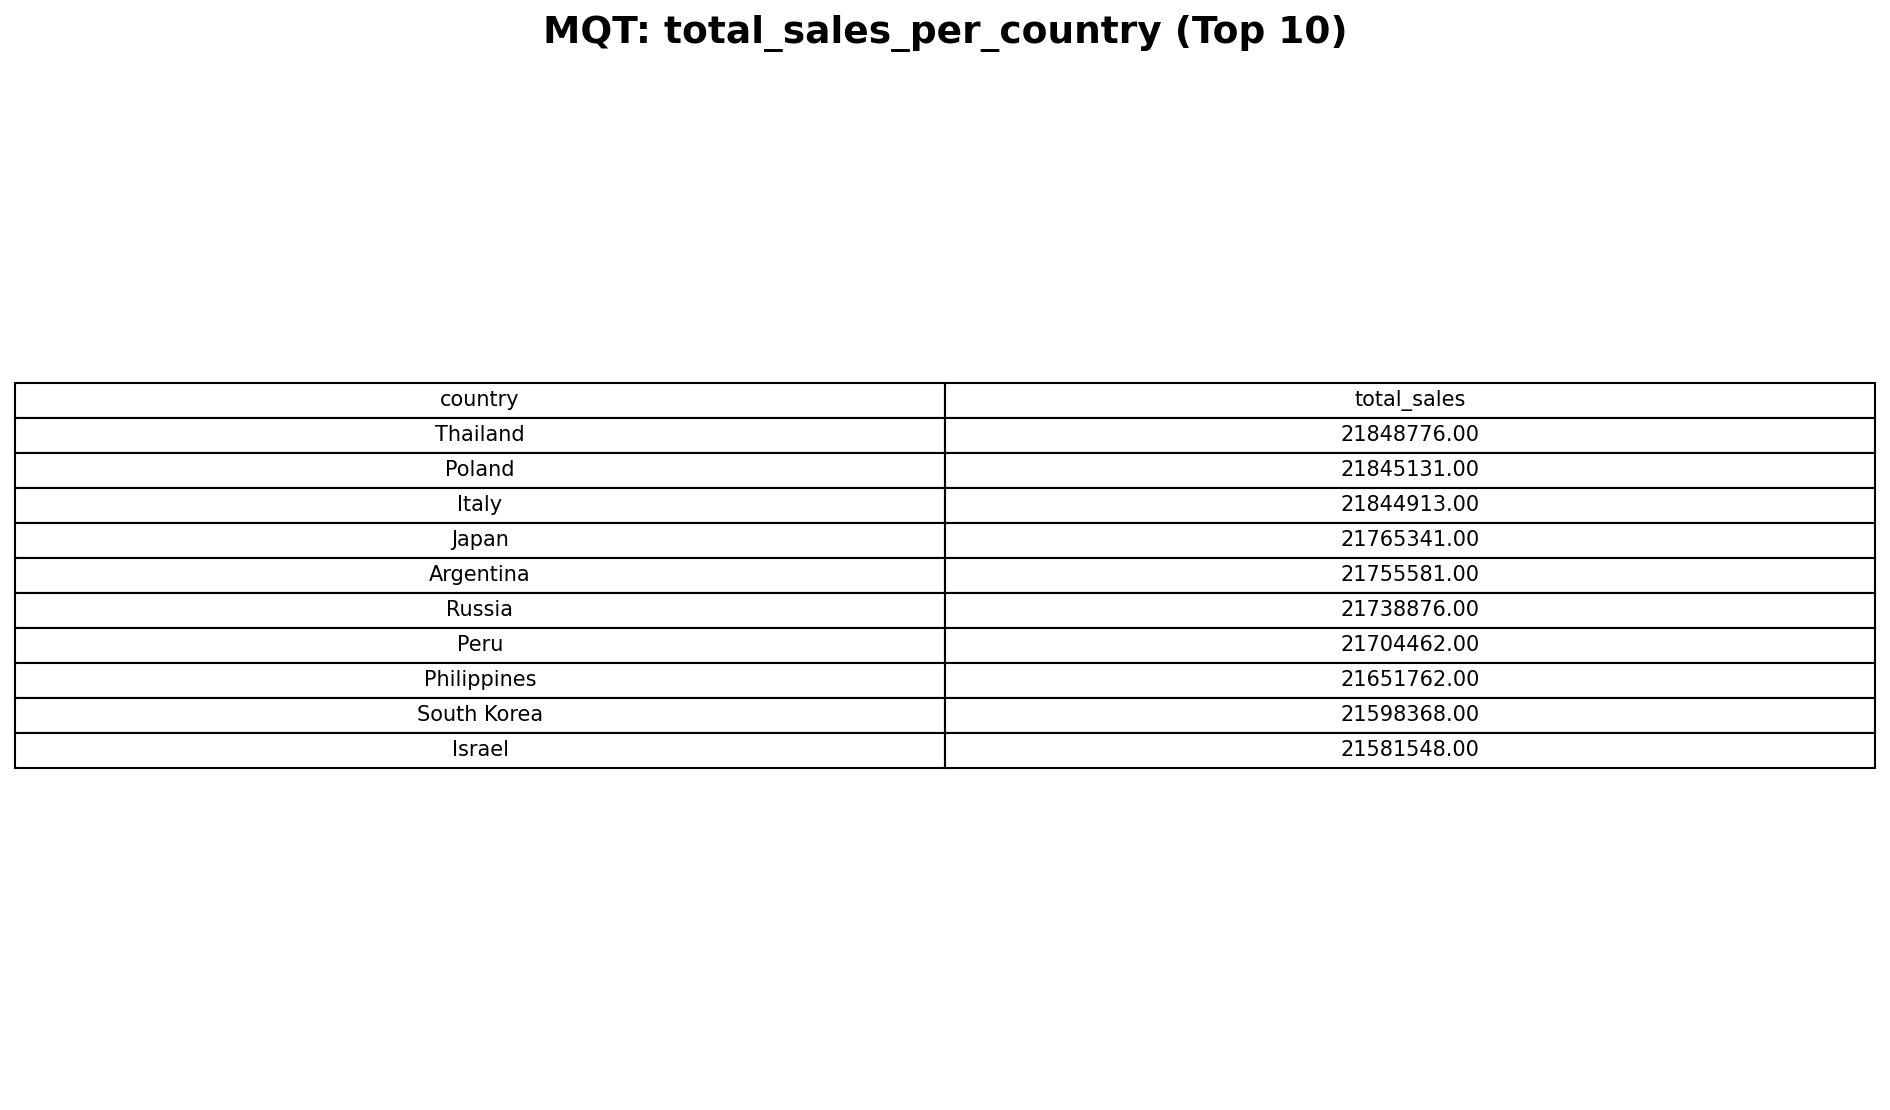 MQT: total_sales_per_country (Top 10)
country total_sales
Thailand 21848776.00
Poland 21845131.00
Italy 21844913.00
Japan 21765341.00
Argentina 21755581.00
Russia 21738876.00
Peru 21704462.00
Philippines 21651762.00
South Korea 21598368.00
Israel 21581548.00